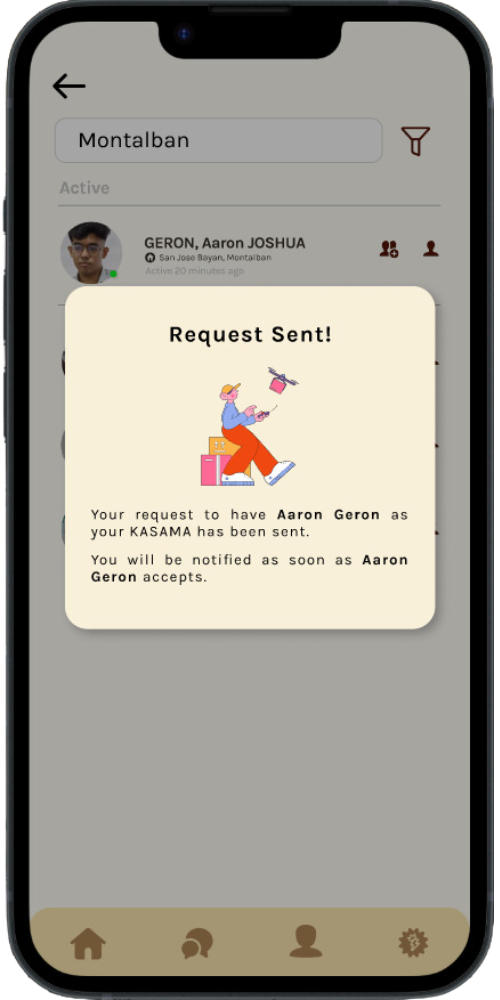 Montalban
Active
GERON, Aaron JOSHUA
San Jose Bayan, Montalban
Active 20 minutes ago
Request Sent!
Your request to have Aaron Geron as
your KASAMA has been sent.
You will be notified as soon as Aaron
Geron accepts.